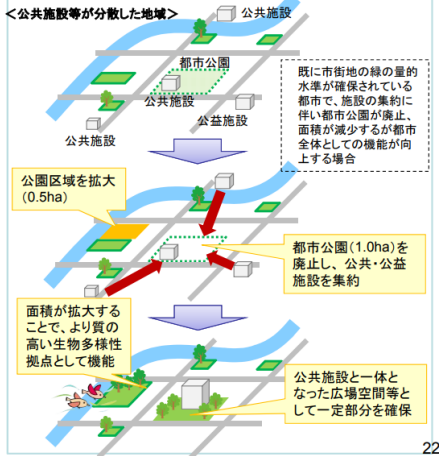 ＜公共施設等が分散した地域＞
公共施設
都市公園
公共施設
公益施設
公共施設
既に市街地の緑の量的
水準が確保されている
都市で、施設の集約に
伴い都市公園が廃止、
面積が減少するが都市
全体としての機能が向
上する場合
公園区域を拡大
（0.5ha）
都市公園（1.0ha）を
廃止し、公共・公益
施設を集約
面積が拡大する
ことで、より質の
高い生物多様性
拠点として機能
公共施設と一体と
なった広場空間等と
して一定部分を確保
22